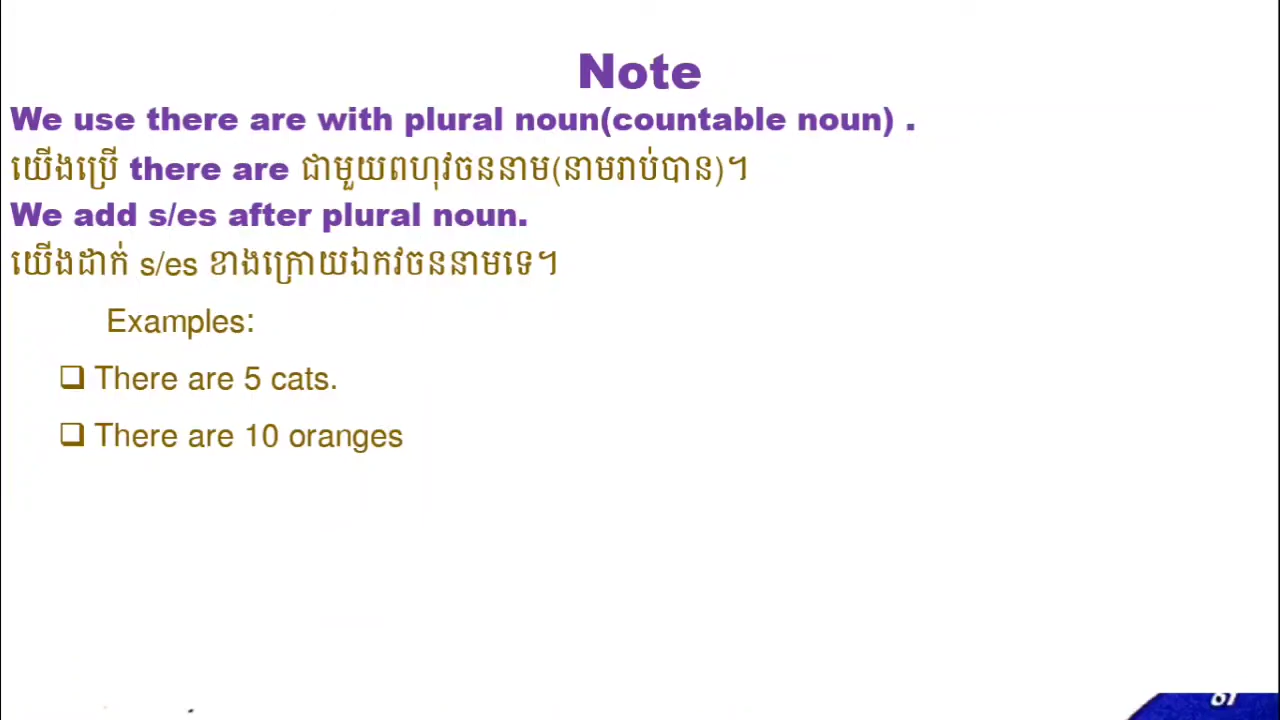 Note
We use there are with plural noun(countable noun) .
យើងប្រើ there are ជាមួយពហុវចននាម(នាមរាប់បាន)។
We add s/es after plural noun.
យើងដាក់ s/es ខាងក្រោយឯកវចននាមទេ។
Examples:
❑ There are 5 cats.
❑ There are 10 oranges